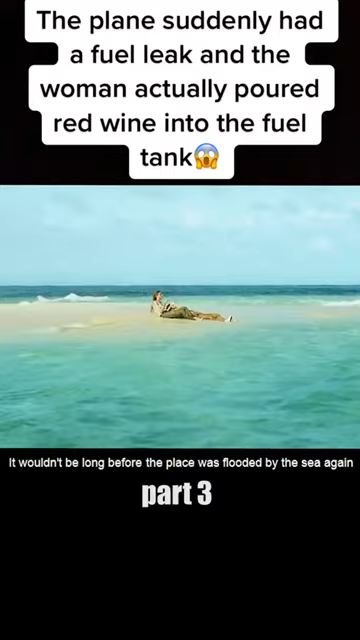 The plane suddenly had
a fuel leak and the
woman actually poured
red wine into the fuel
tank😱
It wouldn't be long before the place was flooded by the sea again
part 3